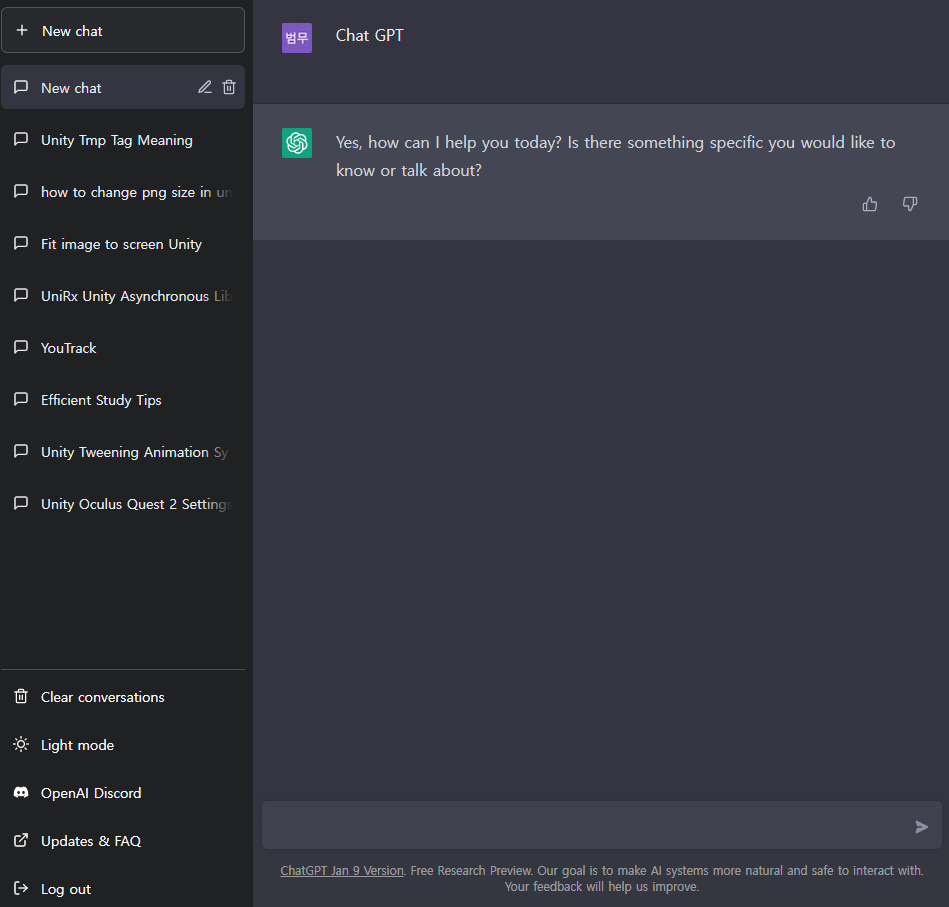 New chat
New chat
Unity Tmp Tag Meaning
how to change png size in un
Fit image to screen Unity
UniRx Unity Asynchronous Lib
YouTrack
Efficient Study Tips
Unity Tweening Animation Sy
Unity Oculus Quest 2 Settings
Clear conversations
Light mode
OpenAI Discord
Updates & FAQ
Log out
범무
Chat GPT
Yes, how can I help you today? Is there something specific you would like to
know or talk about?
ChatGPT Jan 9 Version. Free Research Preview. Our goal is to make AI systems more natural and safe to interact with.
Your feedback will help us improve.